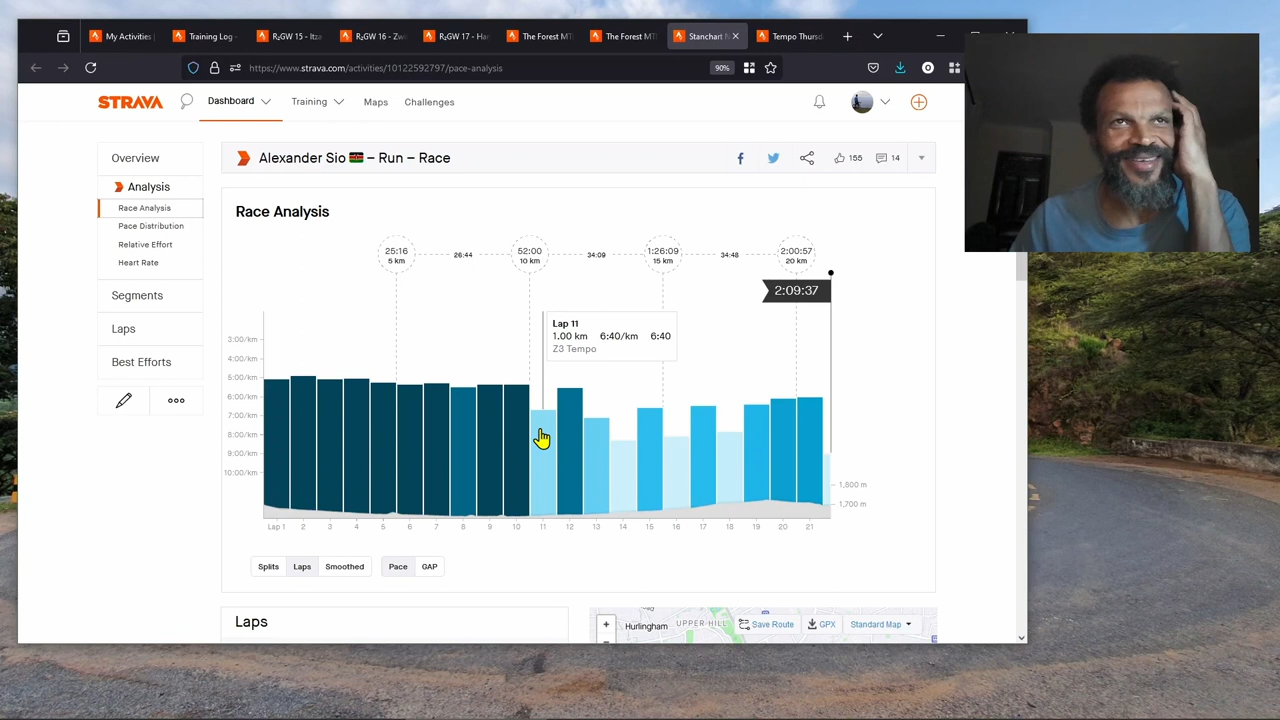 My Activities
Training Log -
R≥GW 15 - Itza
R≥GW 16 - Zwi
R≥GW 17 - Han
The Forest MT
The Forest MT
Stanchart N
Tempo Thursd
https://www.strava.com/activities/10122592797/pace-analysis
90%
STRAVA
Dashboard
Training
Maps
Challenges
Overview
Analysis
Race Analysis
Pace Distribution
Relative Effort
Heart Rate
Segments
Laps
Best Efforts
Alexander Sio 🇰🇪 – Run – Race
155
14
Race Analysis
25:16
5 km
26:44
52:00
10 km
34:09
1:26:09
15 km
34:48
2:00:57
20 km
2:09:37
Lap 11
1.00 km 6:40/km 6:40
Z3 Tempo
3:00/km
4:00/km
5:00/km
6:00/km
7:00/km
8:00/km
9:00/km
10:00/km
1,800 m
1,700 m
Lap 1 2 3 4 5 6 7 8 9 10 11 12 13 14 15 16 17 18 19 20 21
Splits Laps Smoothed Pace GAP
Laps
Hurlingham
UPPER HILL
Save Route
GPX
Standard Map